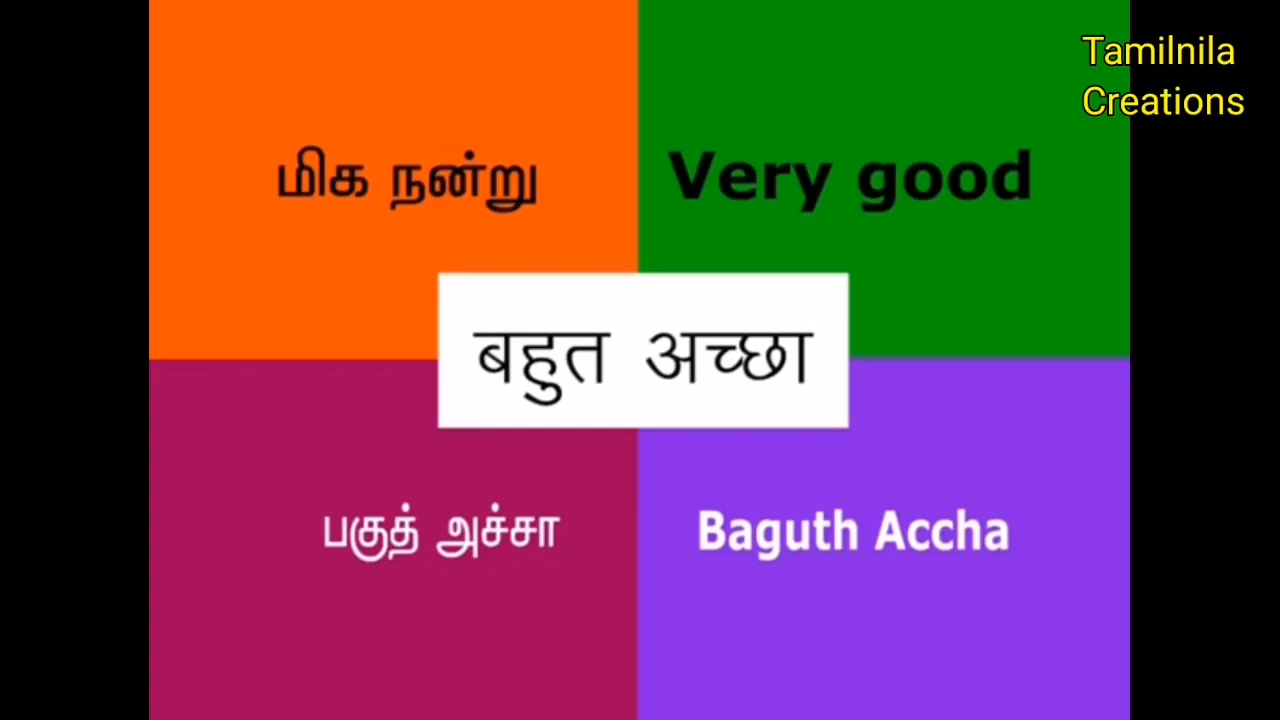 Tamilnila
Creations
மிக நன்று
Very good
बहुत अच्छा
பகுத் அச்சா
Baguth Accha